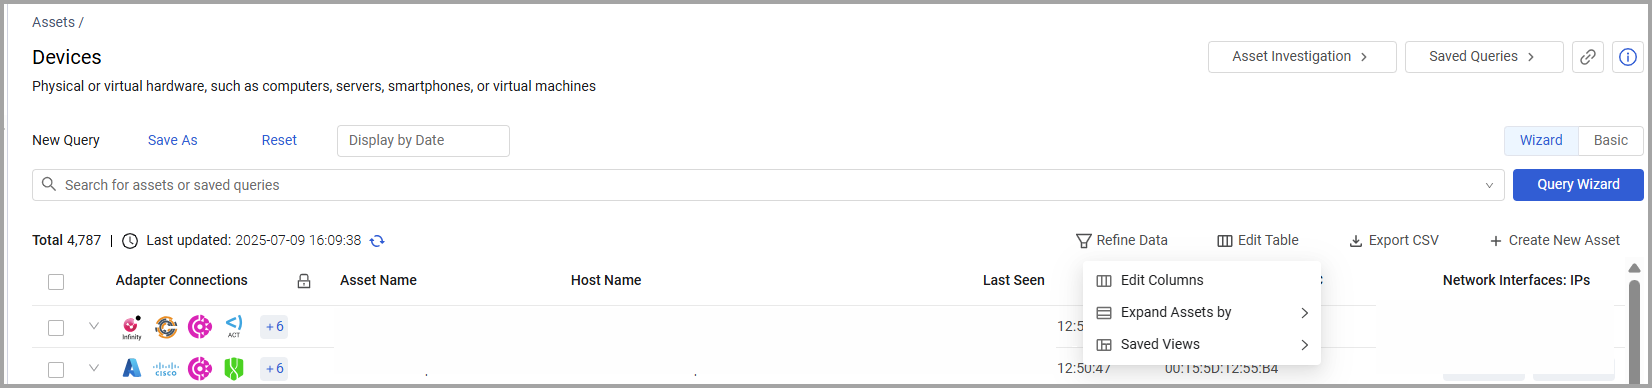 Assets /
Devices
Asset Investigation >
Saved Queries >
Physical or virtual hardware, such as computers, servers, smartphones, or virtual machines
New Query Save As Reset Display by Date Wizard Basic
Search for assets or saved queries Query Wizard
Total 4,787 | Last updated: 2025-07-09 16:09:38 Refine Data Edit Table Export CSV + Create New Asset
Adapter Connections Asset Name Host Name Last Seen Network Interfaces: IPs
Edit Columns
Expand Assets by >
Saved Views >
Infinity ACT +6 12:5
cisco +6 12:50:47 00:15:5D:12:55:B4